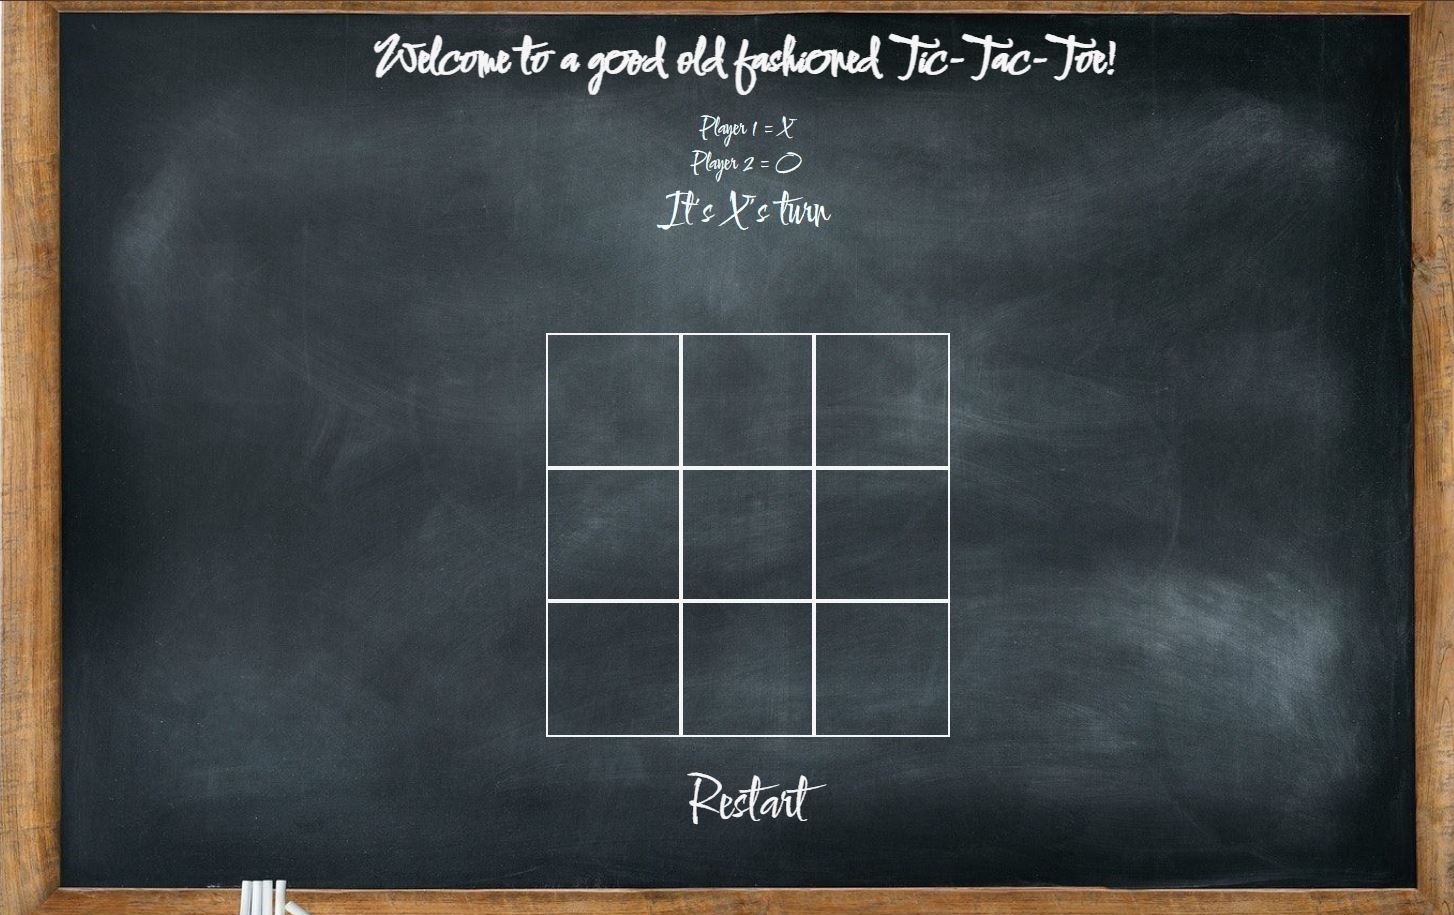 Welcome to a good old fashioned Tic-Tac-Toe!
Player 1 = X
Player 2 = O
It's X's turn
Restart